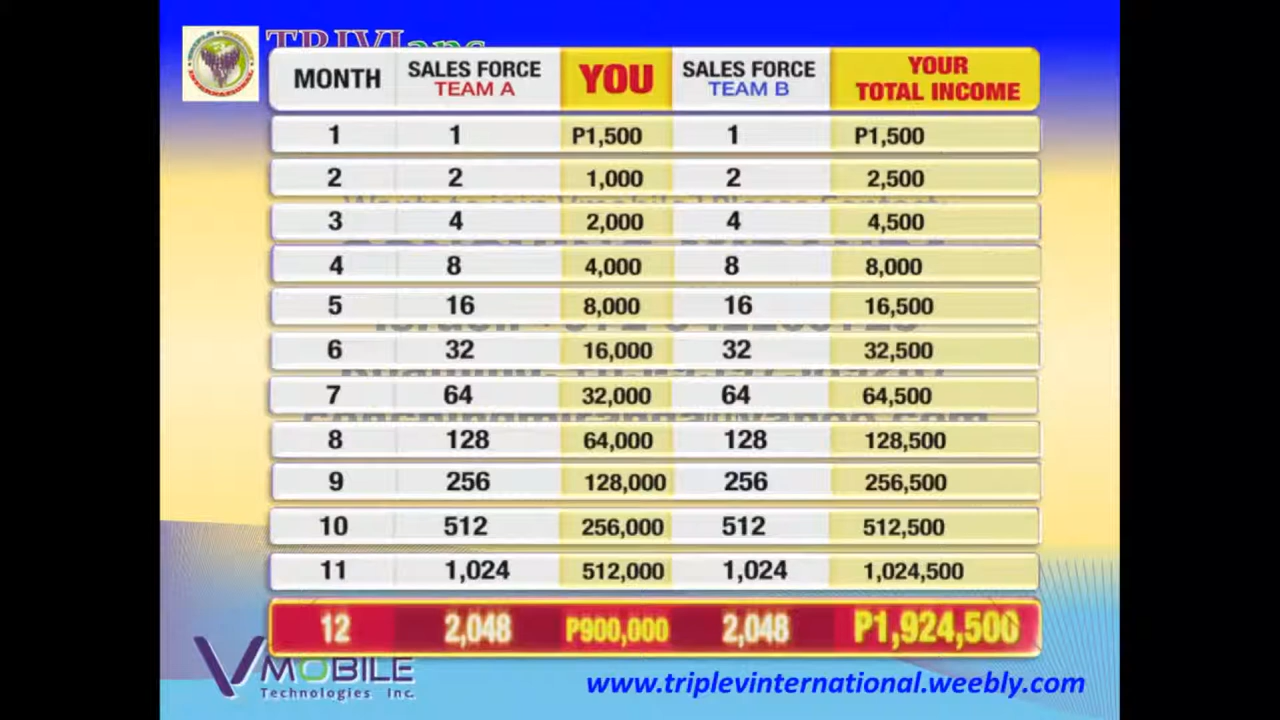 TRIVIans
MONTH SALES FORCE TEAM A YOU SALES FORCE TEAM B YOUR TOTAL INCOME
1 1 P1,500 1 P1,500
2 2 1,000 2 2,500
3 4 2,000 4 4,500
4 8 4,000 8 8,000
5 16 8,000 16 16,500
6 32 16,000 32 32,500
7 64 32,000 64 64,500
8 128 64,000 128 128,500
9 256 128,000 256 256,500
10 512 256,000 512 512,500
11 1,024 512,000 1,024 1,024,500
12 2,048 P900,000 2,048 P1,924,500
VMOBILE
Technologies Inc.
www.triplevinternational.weebly.com